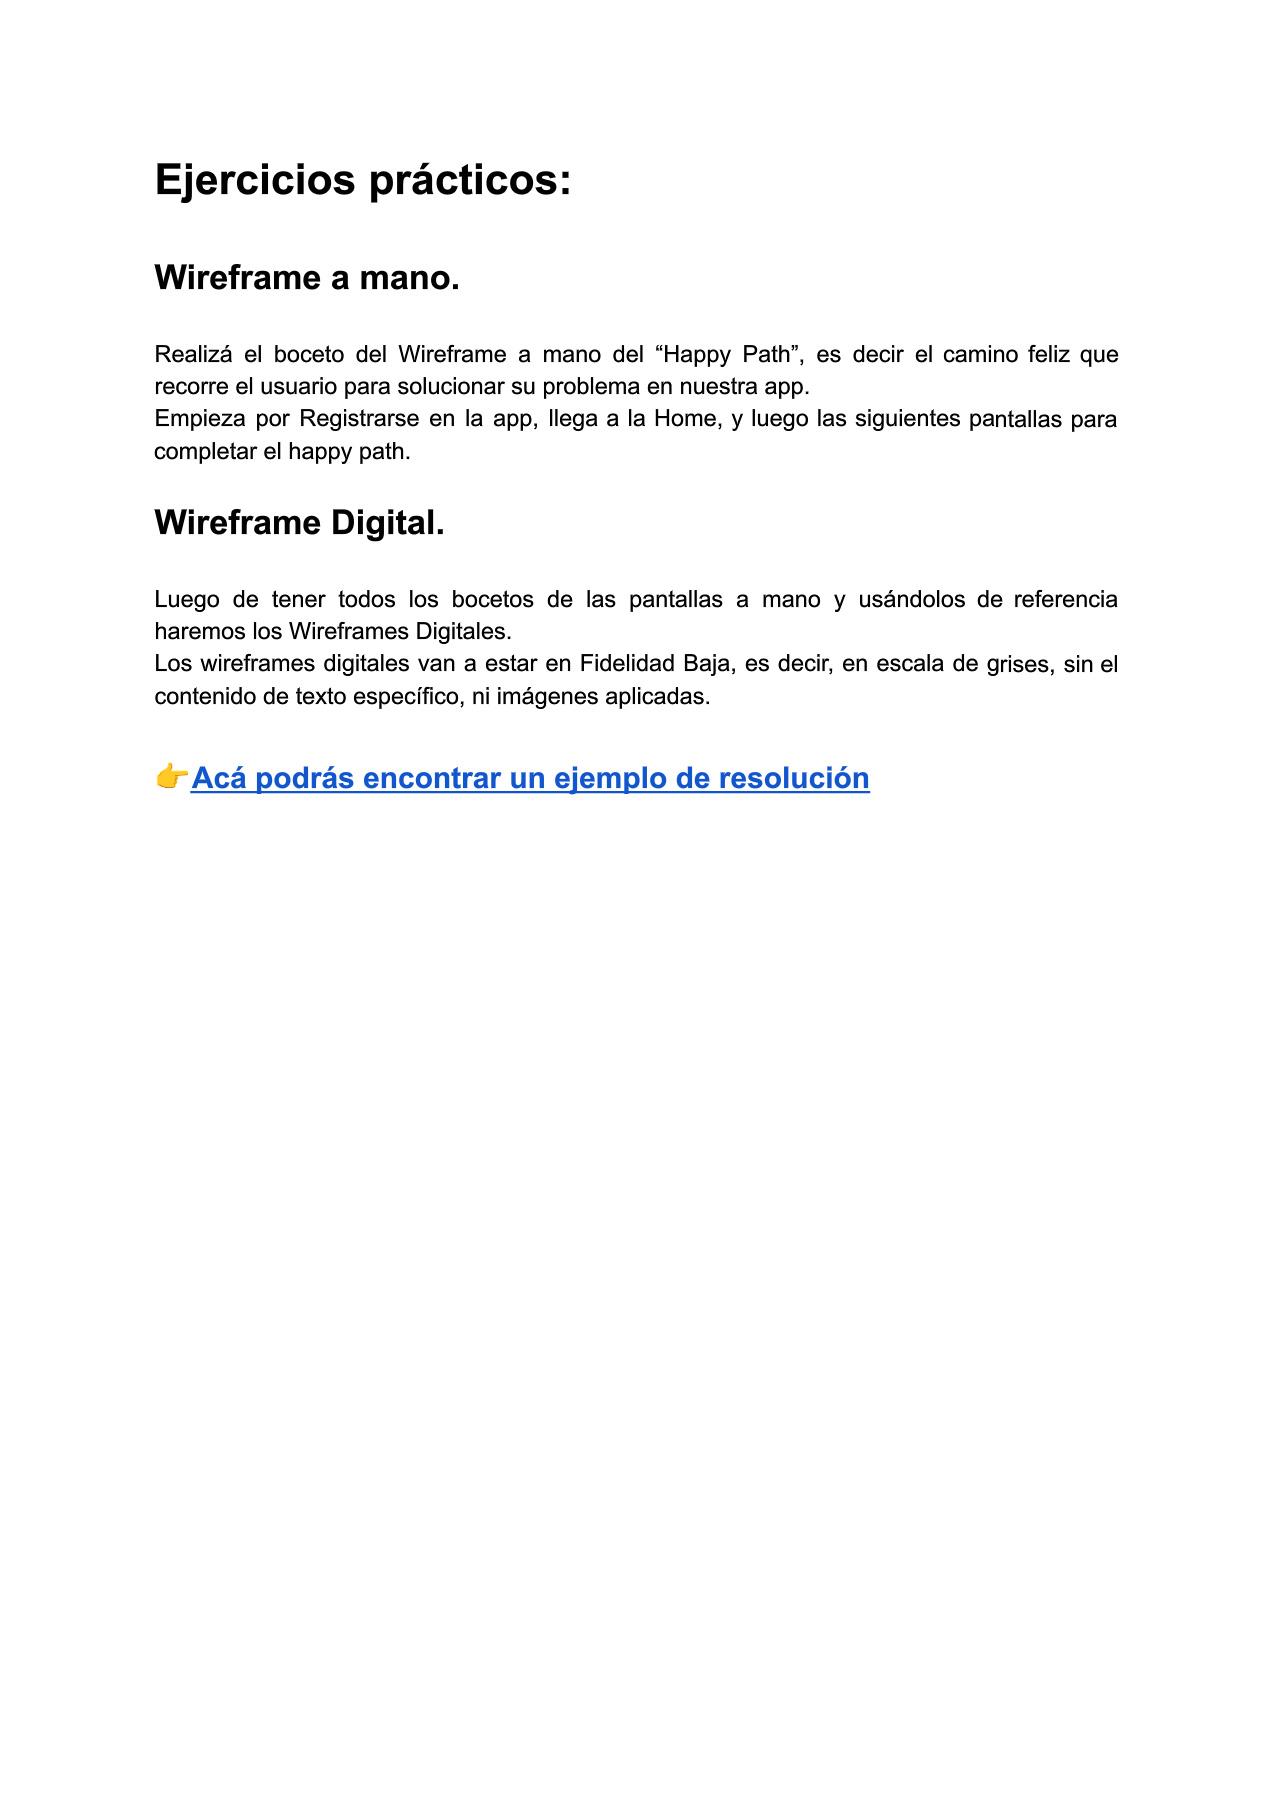 Ejercicios prácticos:
Wireframe a mano.
Realizá el boceto del Wireframe a mano del “Happy Path”, es decir el camino feliz que
recorre el usuario para solucionar su problema en nuestra app.
Empieza por Registrarse en la app, llega a la Home, y luego las siguientes pantallas para
completar el happy path.
Wireframe Digital.
Luego de tener todos los bocetos de las pantallas a mano y usándolos de referencia
haremos los Wireframes Digitales.
Los wireframes digitales van a estar en Fidelidad Baja, es decir, en escala de grises, sin el
contenido de texto específico, ni imágenes aplicadas.
👉Acá podrás encontrar un ejemplo de resolución